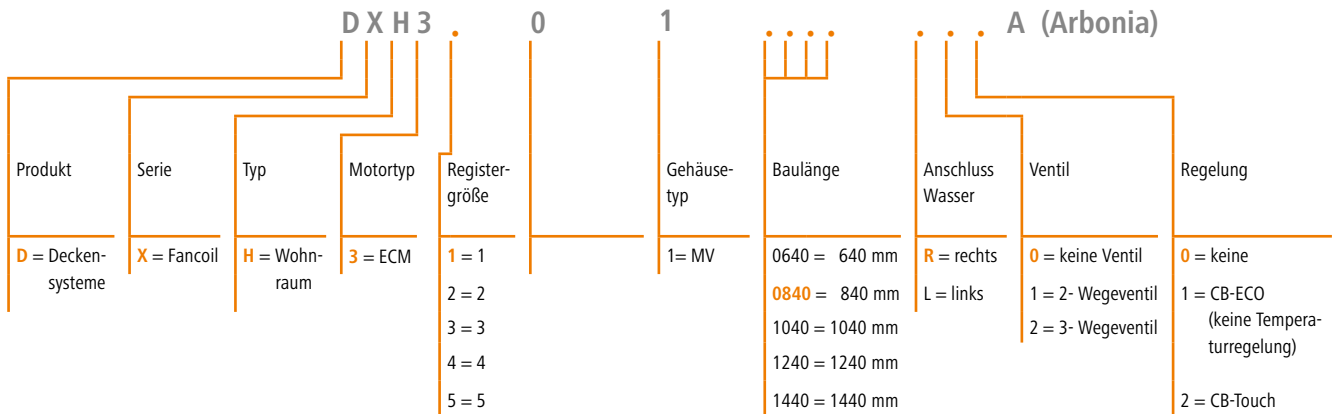 D X H 3 . 0 1 . . . . . . . A (Arbonia)
Produkt
D = Decken-
systeme
Serie
X = Fancoil
Typ
H = Wohn-
raum
Motortyp
3 = ECM
Register-
größe
1 = 1
2 = 2
3 = 3
4 = 4
5 = 5
Gehäuse-
typ
1= MV
Baulänge
0640 = 640 mm
0840 = 840 mm
1040 = 1040 mm
1240 = 1240 mm
1440 = 1440 mm
Anschluss
Wasser
R = rechts
L = links
Ventil
0 = keine Ventil
1 = 2- Wegeventil
2 = 3- Wegeventil
Regelung
0 = keine
1 = CB-ECO
(keine Tempera-
turregelung)
2 = CB-Touch